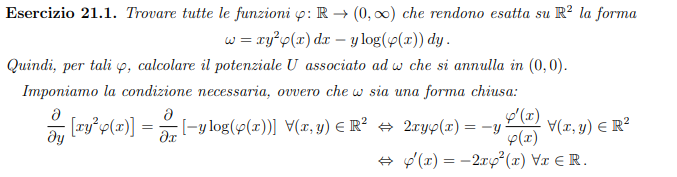 Esercizio 21.1. Trovare tutte le funzioni φ: ℝ → (0, ∞) che rendono esatta su ℝ² la forma
ω = xy²φ(x) dx − y log(φ(x)) dy .
Quindi, per tali φ, calcolare il potenziale U associato ad ω che si annulla in (0, 0).
Imponiamo la condizione necessaria, ovvero che ω sia una forma chiusa:
∂/∂y [xy²φ(x)] = ∂/∂x [−y log(φ(x))] ∀(x, y) ∈ ℝ² ⇔ 2xyφ(x) = −y φ′(x)/φ(x) ∀(x, y) ∈ ℝ²
⇔ φ′(x) = −2xφ²(x) ∀x ∈ ℝ .